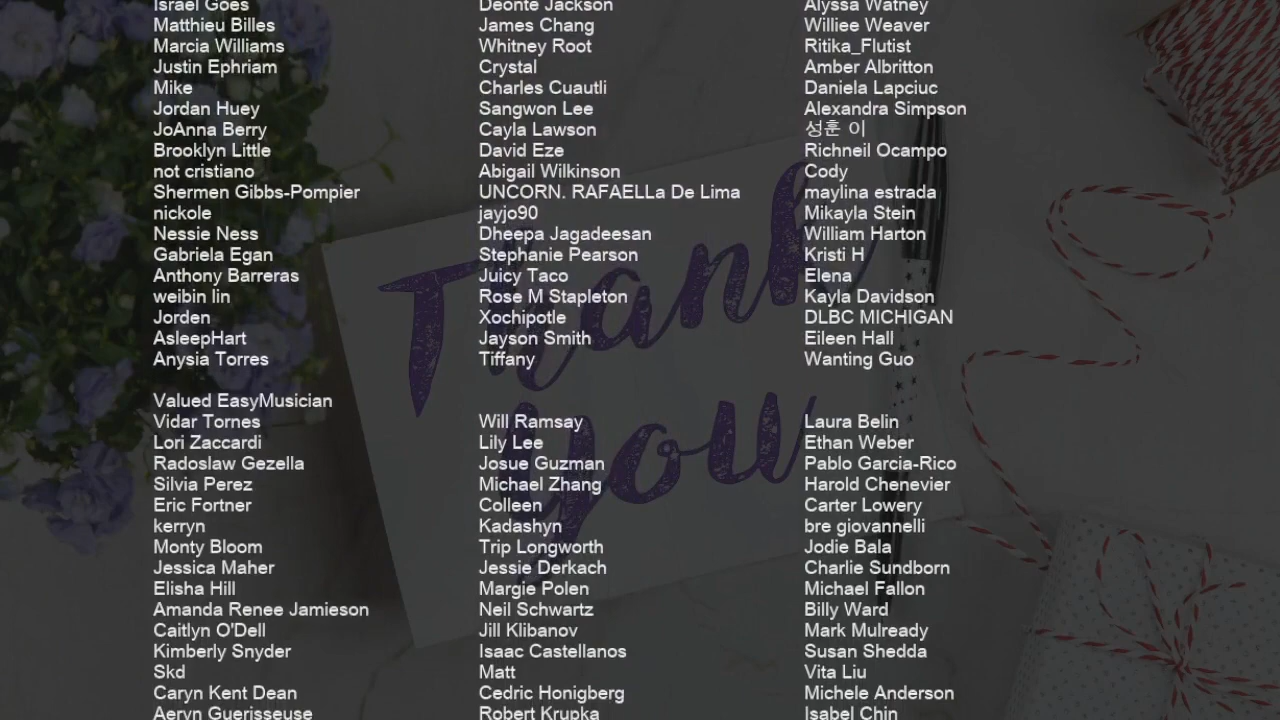 Israel Goes Deonte Jackson Alyssa Watney
Matthieu Billes James Chang Williee Weaver
Marcia Williams Whitney Root Ritika_Flutist
Justin Ephriam Crystal Amber Albritton
Mike Charles Cuautli Daniela Lapciuc
Jordan Huey Sangwon Lee Alexandra Simpson
JoAnna Berry Cayla Lawson 성훈 이
Brooklyn Little David Eze Richneil Ocampo
not cristiano Abigail Wilkinson Cody
Shermen Gibbs-Pompier UNCORN. RAFAELLa De Lima maylina estrada
nickole jayjo90 Mikayla Stein
Nessie Ness Dheepa Jagadeesan William Harton
Gabriela Egan Stephanie Pearson Kristi H
Anthony Barreras Juicy Taco Elena
weibin lin Rose M Stapleton Kayla Davidson
Jorden Xochipotle DLBC MICHIGAN
AsleepHart Jayson Smith Eileen Hall
Anysia Torres Tiffany Wanting Guo
Valued EasyMusician
Vidar Tornes Will Ramsay Laura Belin
Lori Zaccardi Lily Lee Ethan Weber
Radoslaw Gezella Josue Guzman Pablo Garcia-Rico
Silvia Perez Michael Zhang Harold Chenevier
Eric Fortner Colleen Carter Lowery
kerryn Kadashyn bre giovannelli
Monty Bloom Trip Longworth Jodie Bala
Jessica Maher Jessie Derkach Charlie Sundborn
Elisha Hill Margie Polen Michael Fallon
Amanda Renee Jamieson Neil Schwartz Billy Ward
Caitlyn O'Dell Jill Klibanov Mark Mulready
Kimberly Snyder Isaac Castellanos Susan Shedda
Skd Matt Vita Liu
Caryn Kent Dean Cedric Honigberg Michele Anderson
Aeryn Guerisseuse Robert Krupka Isabel Chin
Thank
you